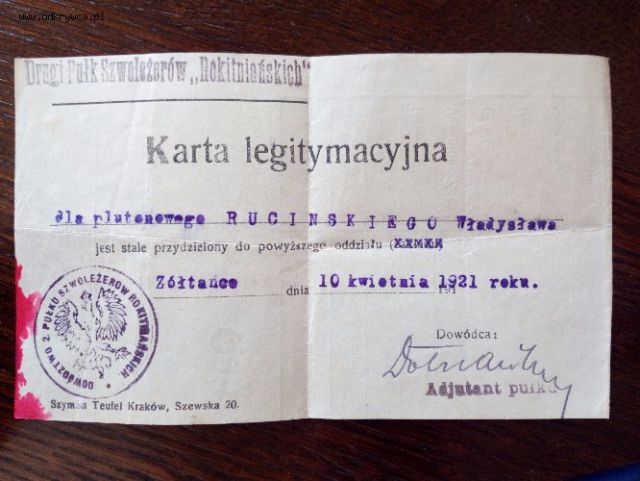 www.odkrywca.pl
Drugi Pułk Szwoleżerów „Rokitniańskich"
Karta legitymacyjna
dla plutonowego RUCINSKIEGO Władysława
jest stale przydzielony do powyższego oddziału (xxxxx)
Żółtańce dnia 10 kwietnia 1921 roku.
DOWÓDZTWO 2. PUŁKU SZWOLEŻERÓW ROKITNIAŃSKICH
Dowódca:
Adjutant pułku
Szymon Teufel Kraków, Szewska 20.